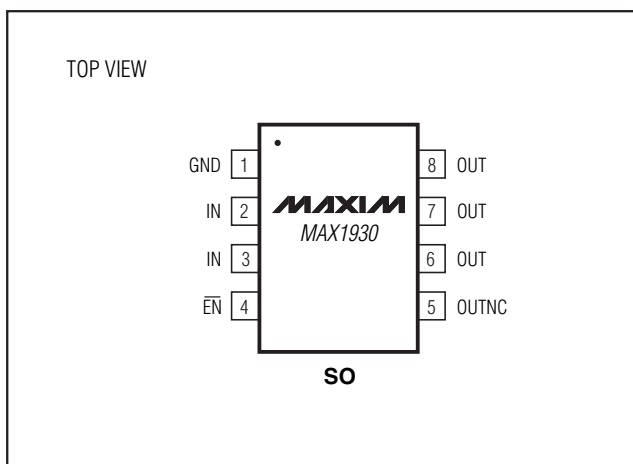 TOP VIEW
GND 1 8 OUT
IN 2 MAXIM 7 OUT
MAX1930
IN 3 6 OUT
E̅N̅ 4 5 OUTNC
SO